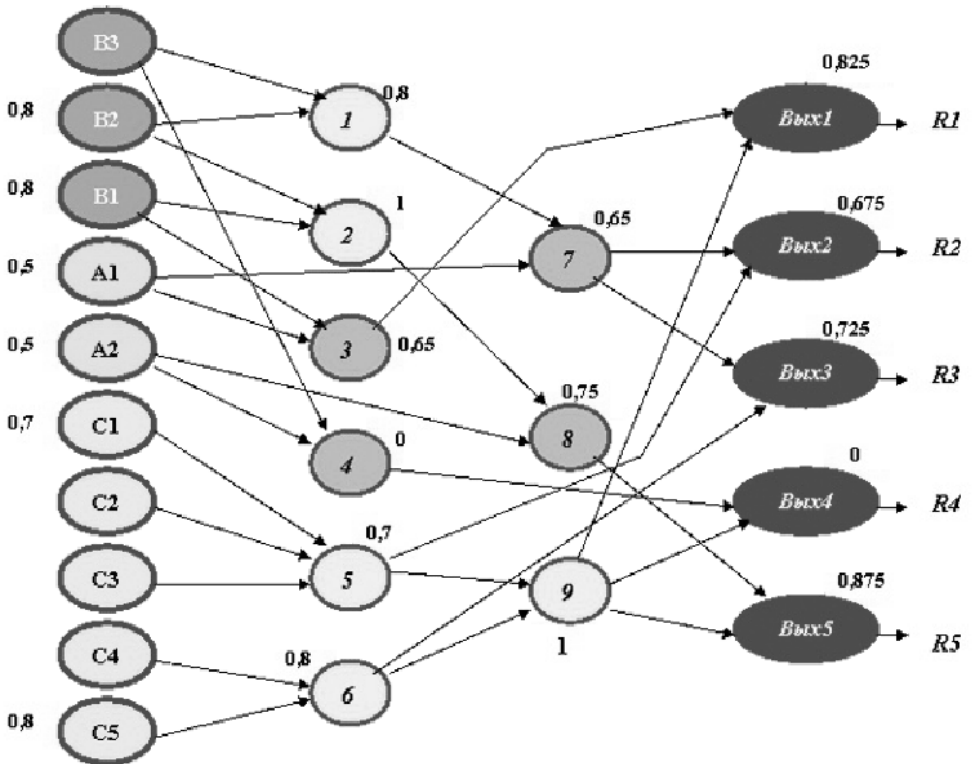 B3
0,8 B2
0,8 B1
0,5 A1
0,5 A2
0,7 C1
C2
C3
C4
0,8 C5
1 0,8
2 1
3 0,65
4 0
5 0,7
6 0,8
7 0,65
8 0,75
9 1
0,825
Вых1 R1
0,675
Вых2 R2
0,725
Вых3 R3
0
Вых4 R4
0,875
Вых5 R5